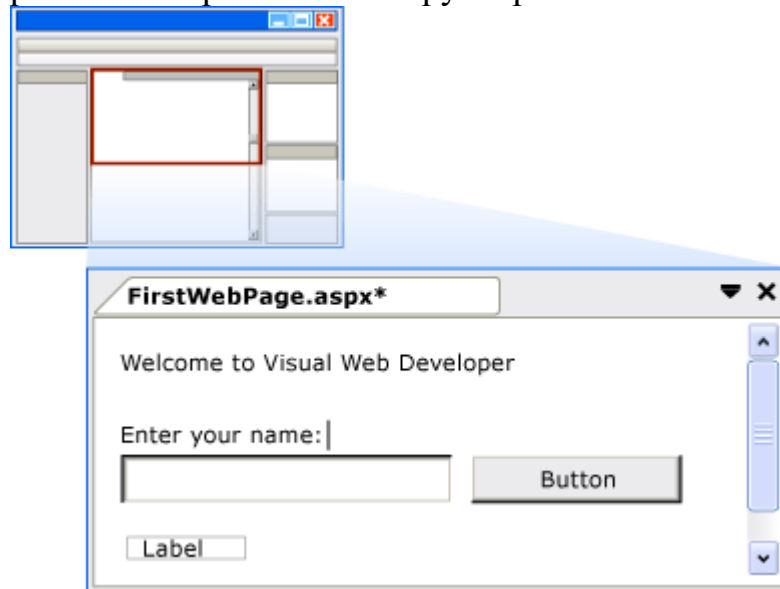 FirstWebPage.aspx*
Welcome to Visual Web Developer
Enter your name:
Button
Label